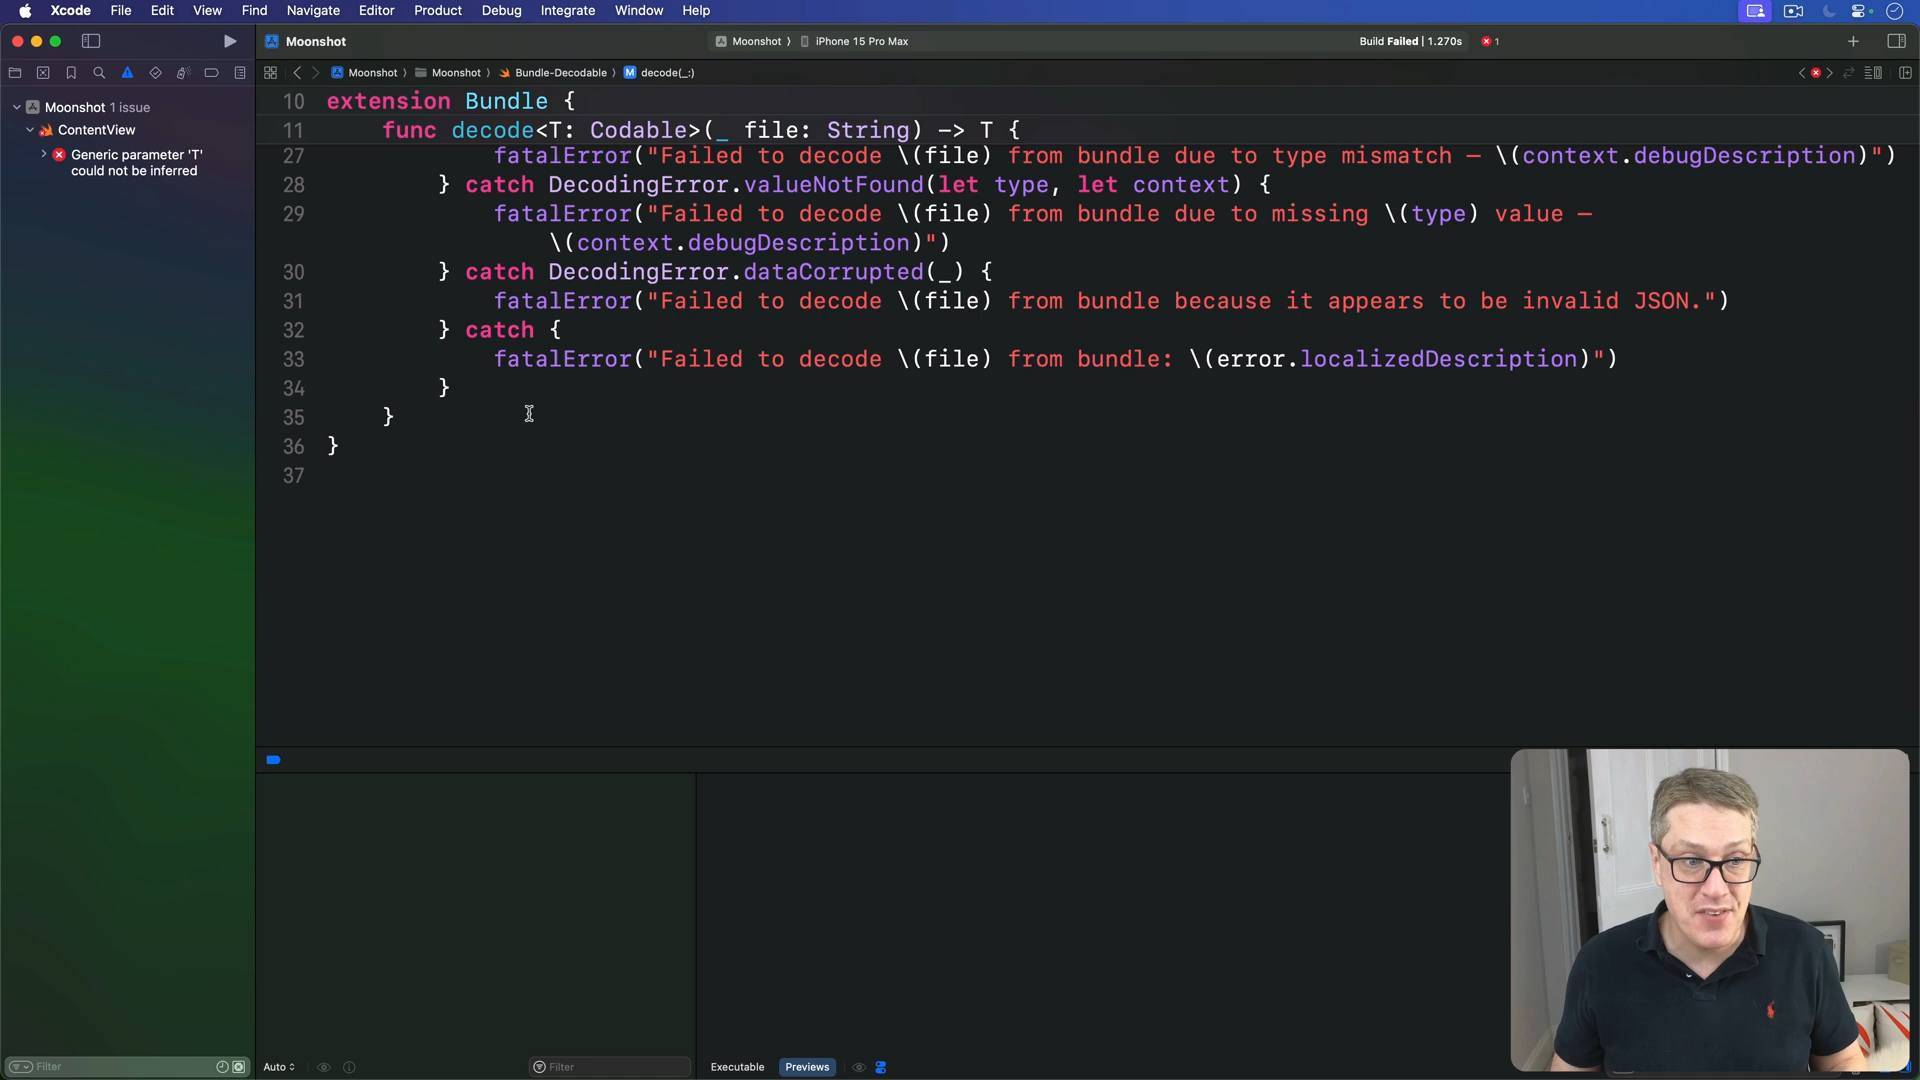 Xcode File Edit View Find Navigate Editor Product Debug Integrate Window Help
Moonshot
Moonshot 〉 iPhone 15 Pro Max
Build Failed | 1.270s
1
Moonshot 〉 Moonshot 〉 Bundle-Decodable 〉 M decode(_:)
Moonshot 1 issue
ContentView
Generic parameter 'T'
could not be inferred
10 extension Bundle {
11 func decode<T: Codable>(_ file: String) -> T {
27 fatalError("Failed to decode \(file) from bundle due to type mismatch – \(context.debugDescription)")
28 } catch DecodingError.valueNotFound(let type, let context) {
29 fatalError("Failed to decode \(file) from bundle due to missing \(type) value –
\(context.debugDescription)")
30 } catch DecodingError.dataCorrupted(_) {
31 fatalError("Failed to decode \(file) from bundle because it appears to be invalid JSON.")
32 } catch {
33 fatalError("Failed to decode \(file) from bundle: \(error.localizedDescription)")
34 }
35 }
36 }
37
Filter
Auto
Filter
Executable
Previews